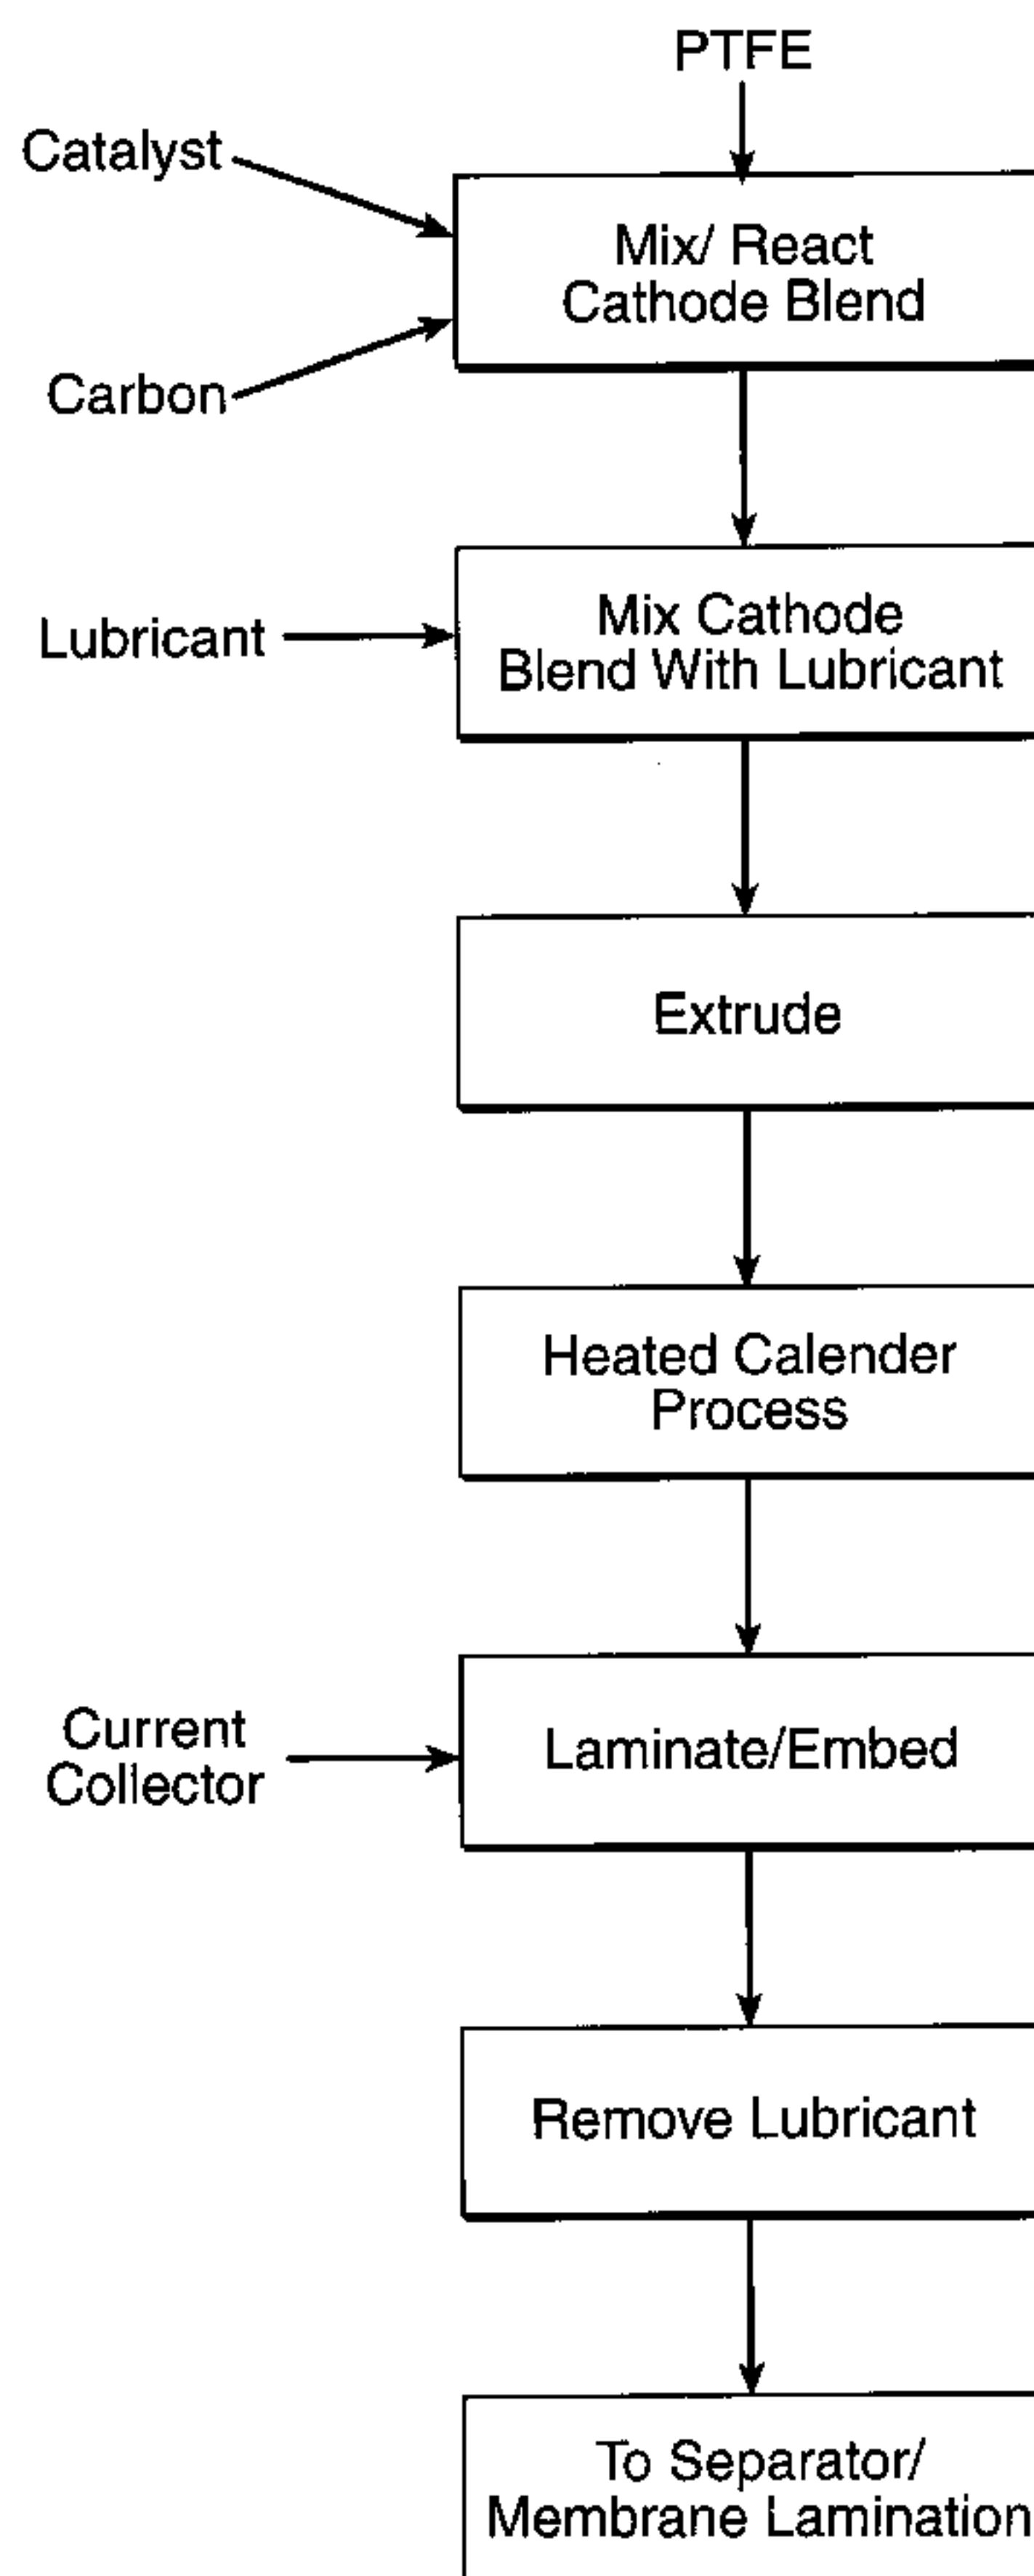 PTFE
Catalyst
Mix/ React
Cathode Blend
Carbon
Lubricant
Mix Cathode
Blend With Lubricant
Extrude
Heated Calender
Process
Current
Collector
Laminate/Embed
Remove Lubricant
To Separator/
Membrane Lamination